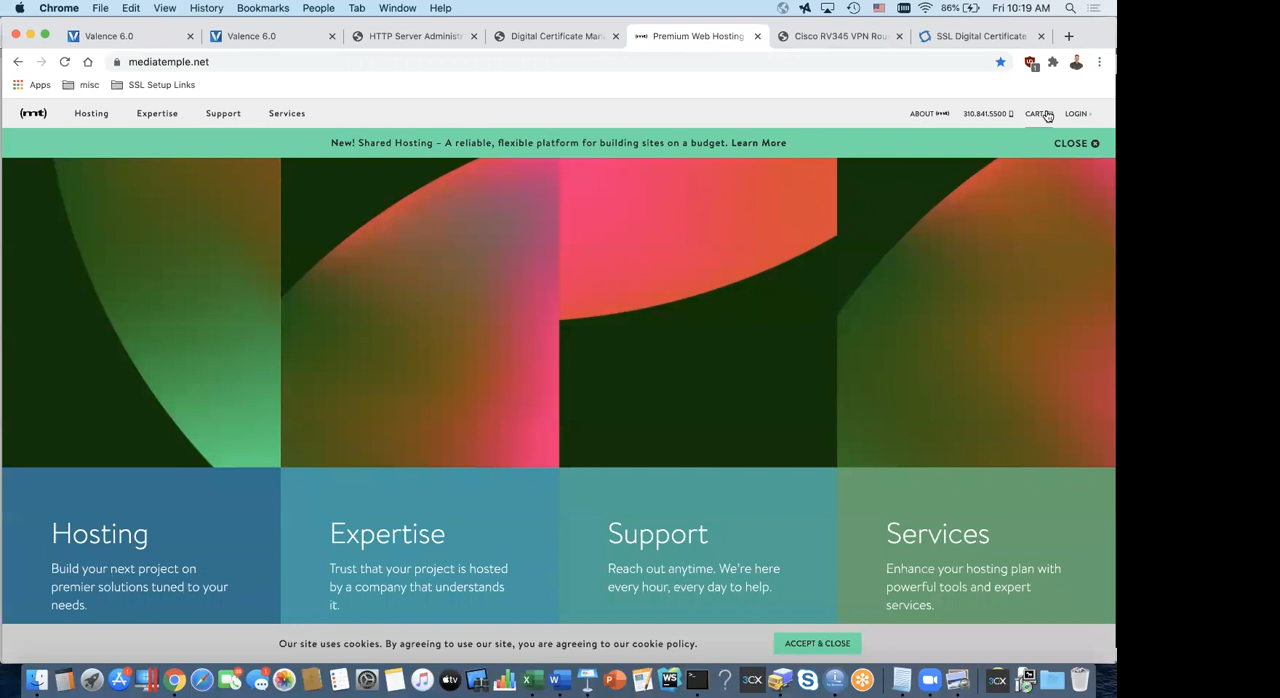 Chrome File Edit View History Bookmarks People Tab Window Help 86% Fri 10:19 AM
Valence 6.0 Valence 6.0 HTTP Server Administr Digital Certificate Man Premium Web Hosting Cisco RV345 VPN Rou SSL Digital Certificate
mediatemple.net
Apps misc SSL Setup Links
(mt) Hosting Expertise Support Services ABOUT (mt) 310.841.5500 CART LOGIN
New! Shared Hosting – A reliable, flexible platform for building sites on a budget. Learn More CLOSE
Hosting
Build your next project on
premier solutions tuned to your
needs.
Expertise
Trust that your project is hosted
by a company that understands
it.
Support
Reach out anytime. We're here
every hour, every day to help.
Services
Enhance your hosting plan with
powerful tools and expert
services.
Our site uses cookies. By agreeing to use our site, you are agreeing to our cookie policy. ACCEPT & CLOSE